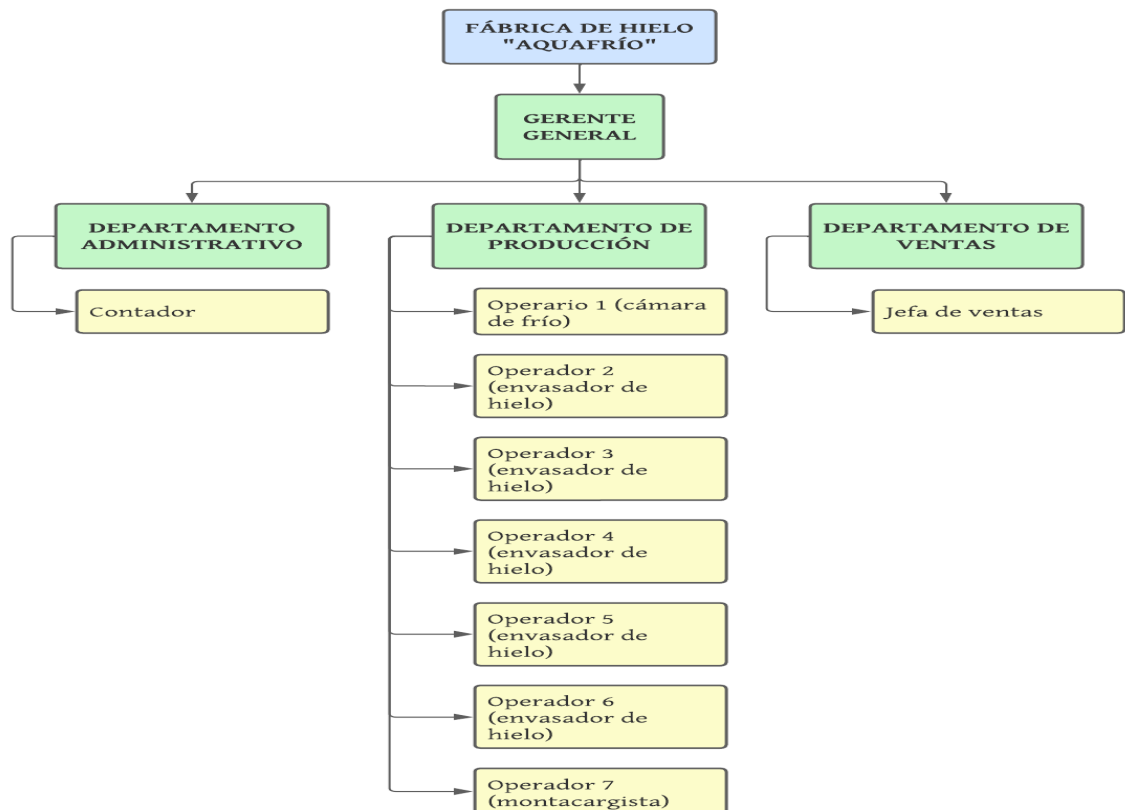 FÁBRICA DE HIELO
"AQUAFRÍO"
GERENTE
GENERAL
DEPARTAMENTO
ADMINISTRATIVO
Contador
DEPARTAMENTO DE
PRODUCCIÓN
Operario 1 (cámara
de frío)
Operador 2
(envasador de
hielo)
Operador 3
(envasador de
hielo)
Operador 4
(envasador de
hielo)
Operador 5
(envasador de
hielo)
Operador 6
(envasador de
hielo)
Operador 7
(montacargista)
DEPARTAMENTO DE
VENTAS
Jefa de ventas